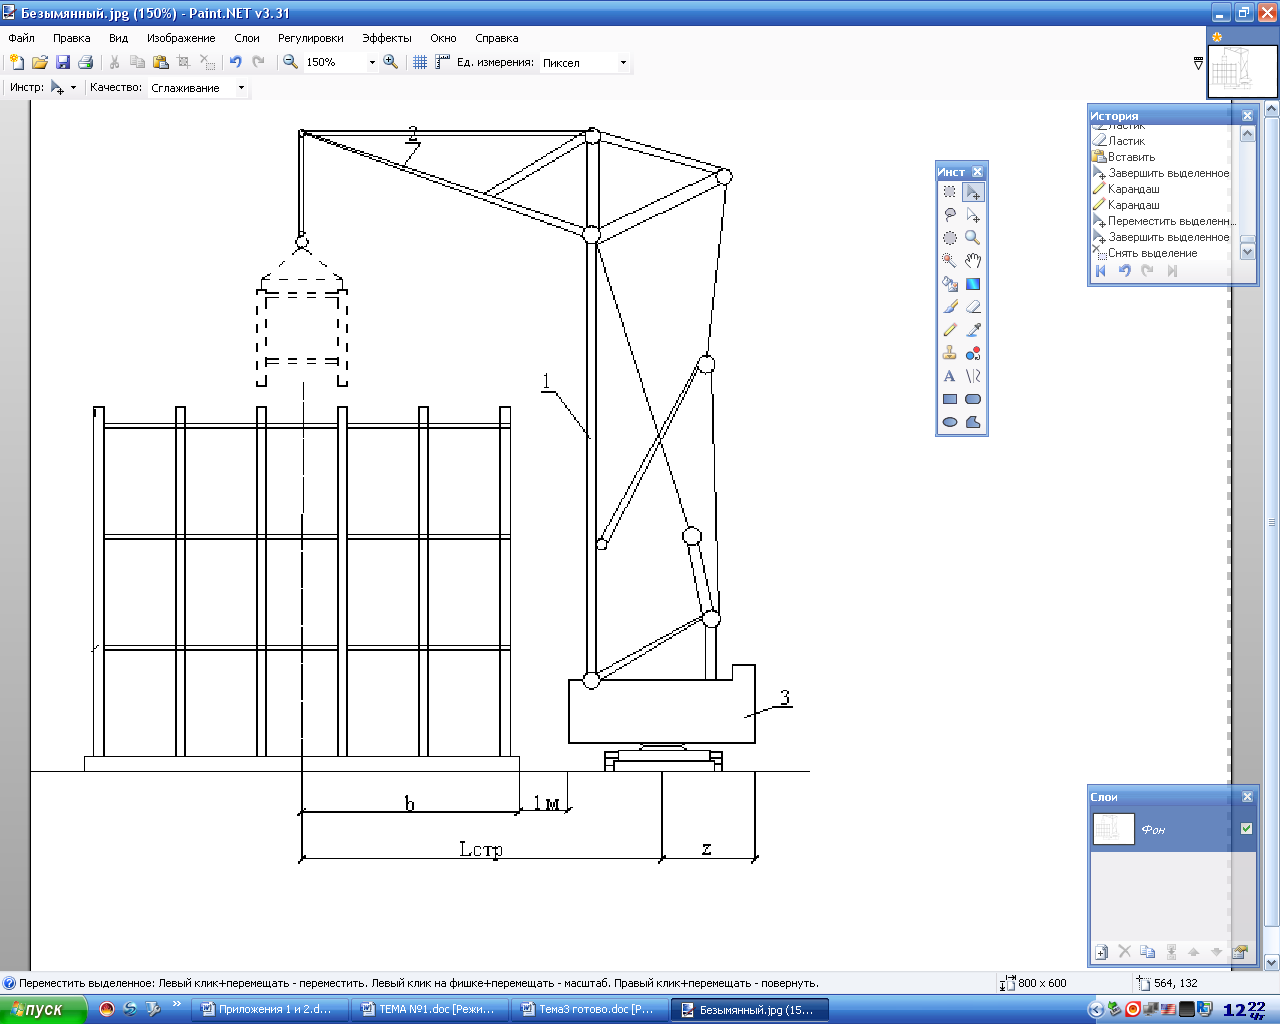 Безымянный.jpg (150%) - Paint.NET v3.31
Файл Правка Вид Изображение Слои Регулировки Эффекты Окно Справка
150% Ед. измерения: Пиксел
Инстр: Качество: Сглаживание
История
Ластик
Ластик
Вставить
Завершить выделенное
Карандаш
Карандаш
Переместить выделенн...
Завершить выделенное
Снять выделение
Инст
2
1
3
b
1м
Lстр
z
Слои
Фон
Переместить выделенное: Левый клик+перемещать - переместить. Левый клик на фишке+перемещать - масштаб. Правый клик+перемещать - повернуть.
800 x 600
564, 132
пуск
Приложения 1 и 2.d...
ТЕМА №1.doc [Режи...
Тема3 готово.doc [Р...
Безымянный.jpg (15...
12 22
Чт